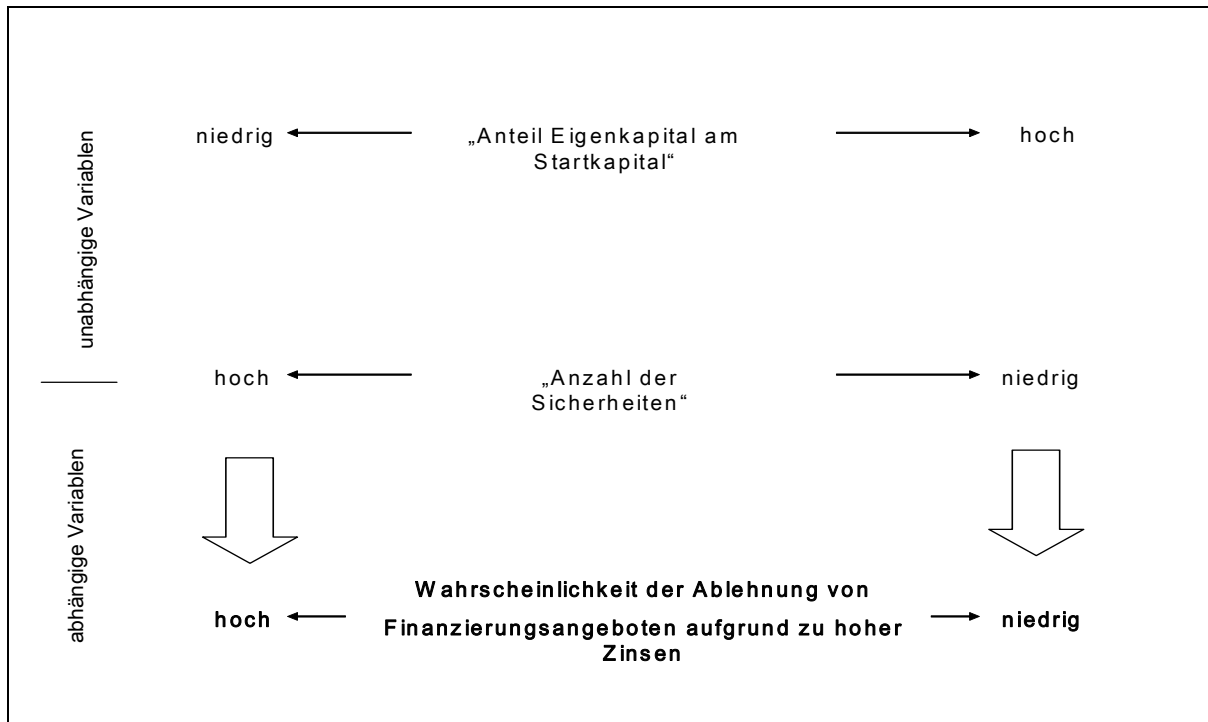 unabhängige Variablen
niedrig
„Anteil Eigenkapital am
Startkapital“
hoch
hoch
„Anzahl der
Sicherheiten“
niedrig
abhängige Variablen
hoch
Wahrscheinlichkeit der Ablehnung von
Finanzierungsangeboten aufgrund zu hoher
Zinsen
niedrig